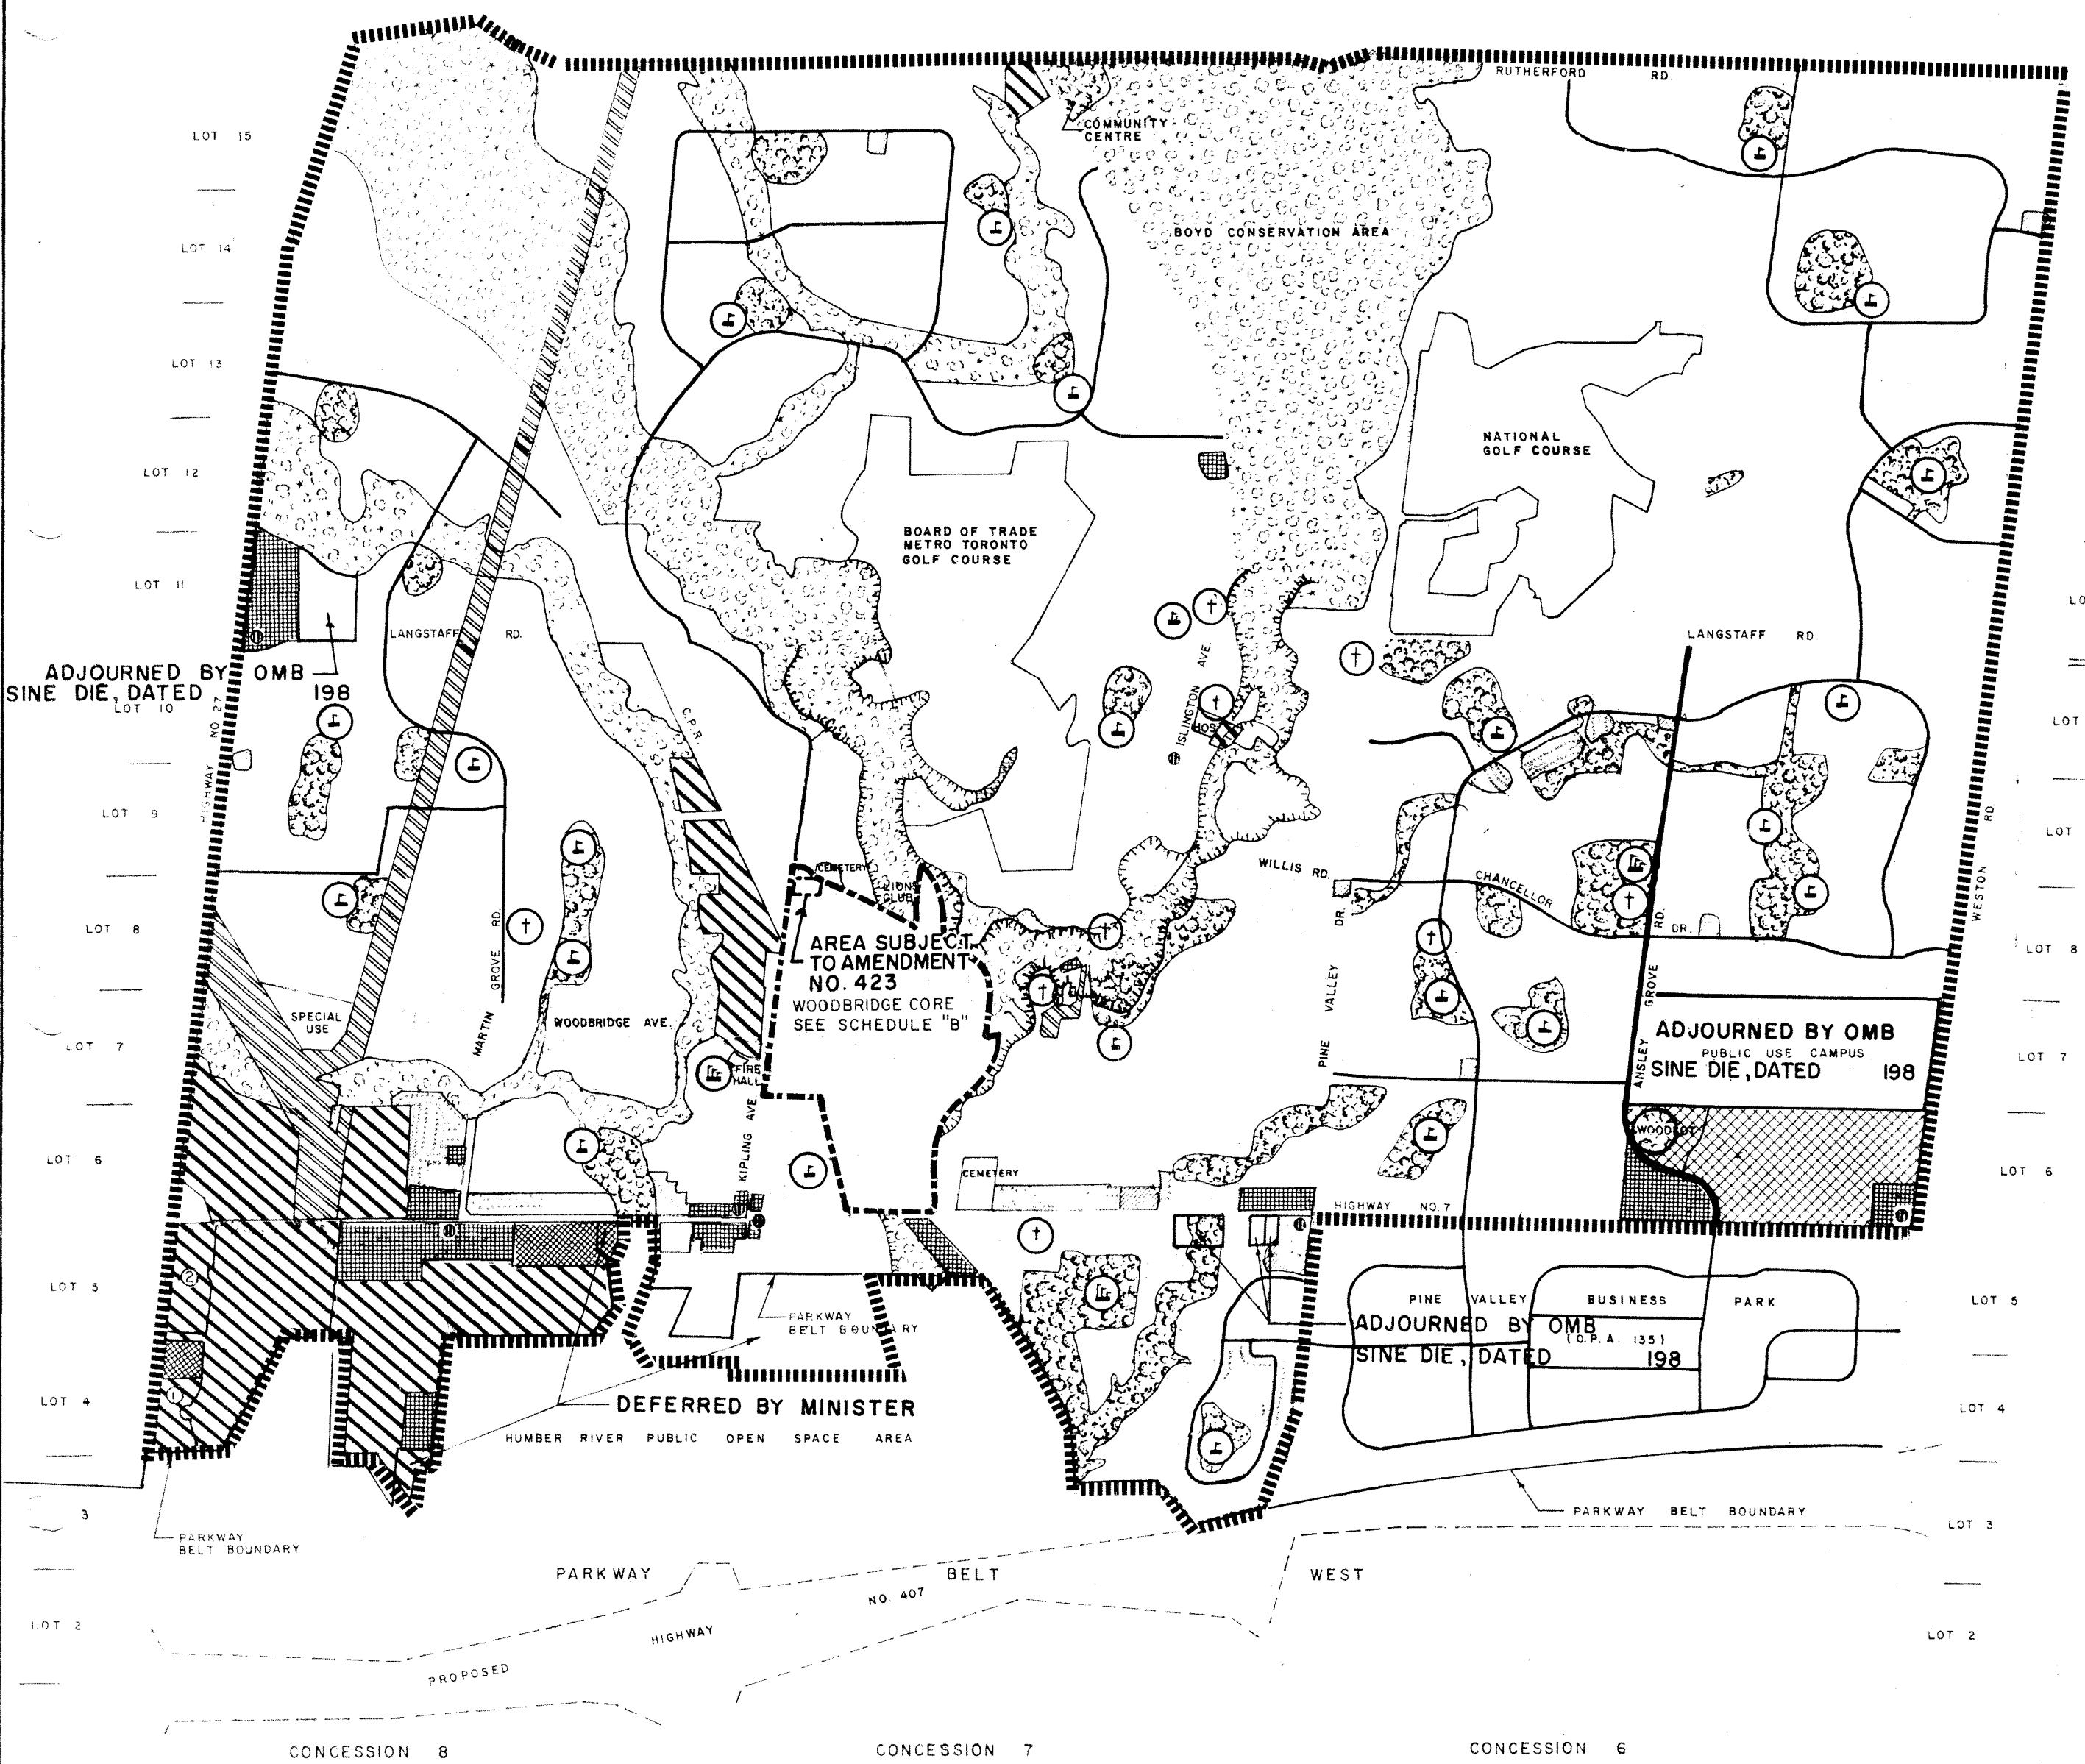 RUTHERFORD RD.
COMMUNITY
CENTRE
LOT 15
BOYD CONSERVATION AREA
LOT 14
LOT 13
NATIONAL
GOLF COURSE
LOT 12
BOARD OF TRADE
METRO TORONTO
GOLF COURSE
LOT 11
LANGSTAFF RD.
LANGSTAFF RD
ADJOURNED BY OMB
SINE DIE, DATED 198
LOT 10
HIGHWAY NO. 27
C.P.R.
ISLINGTON AVE.
HOS
LOT
LOT 9
LOT
WESTON RD.
CEMETERY
LIONS
CLUB
WILLIS RD.
CHANCELLOR
DR.
LOT 8
MARTIN GROVE RD.
AREA SUBJECT
TO AMENDMENT
NO. 423
WOODBRIDGE CORE
SEE SCHEDULE "B"
PINE VALLEY DR.
ANSLEY GROVE RD.
LOT 8
SPECIAL
USE
WOODBRIDGE AVE.
ADJOURNED BY OMB
PUBLIC USE CAMPUS
SINE DIE, DATED 198
LOT 7
LOT 7
FIRE
HALL
KIPLING AVE
WOODLOT
LOT 6
CEMETERY
LOT 6
HIGHWAY NO. 7
2
LOT 5
PARKWAY
BELT BOUNDARY
PINE VALLEY BUSINESS PARK
LOT 5
ADJOURNED BY OMB
(O.P.A. 135)
SINE DIE, DATED 198
1
LOT 4
DEFERRED BY MINISTER
LOT 4
HUMBER RIVER PUBLIC OPEN SPACE AREA
3
PARKWAY
BELT BOUNDARY
PARKWAY BELT BOUNDARY
LOT 3
PARKWAY BELT WEST
NO. 407
HIGHWAY
PROPOSED
LOT 2
LOT 2
CONCESSION 8
CONCESSION 7
CONCESSION 6